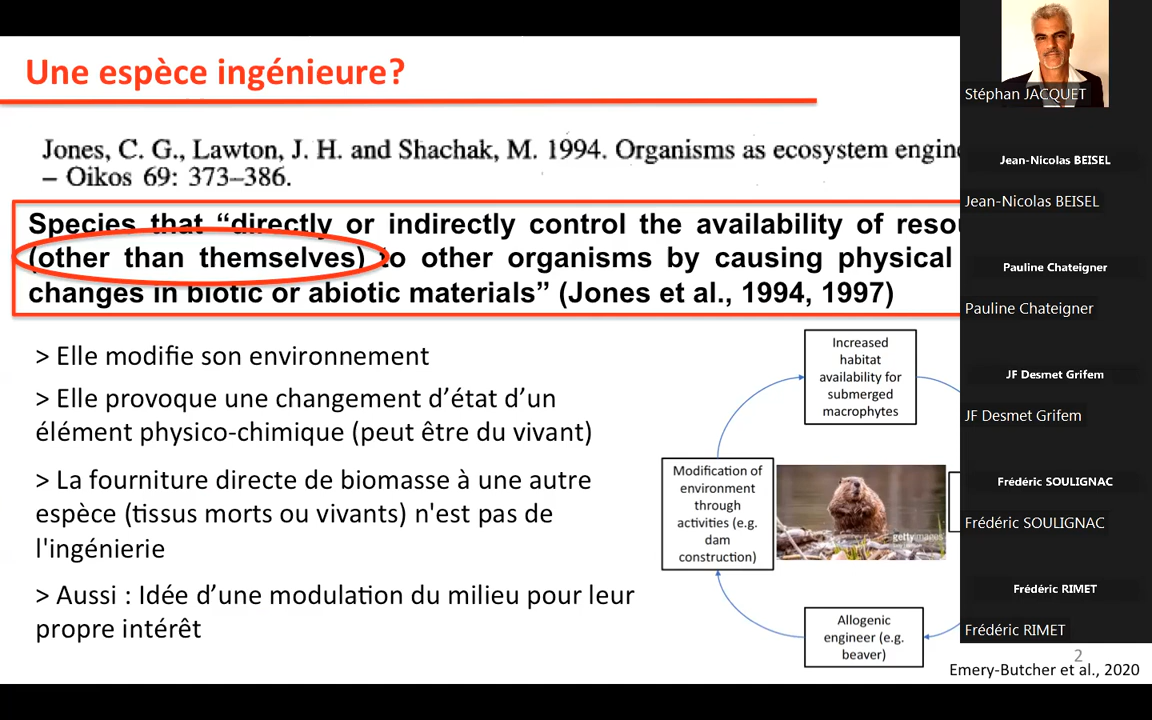 Une espèce ingénieure?
Jones, C. G., Lawton, J. H. and Shachak, M. 1994. Organisms as ecosystem
– Oikos 69: 373–386.
Species that “directly or indirectly control the availability of
(other than themselves) to other organisms by causing physical
changes in biotic or abiotic materials” (Jones et al., 1994, 1997)
> Elle modifie son environnement
> Elle provoque une changement d’état d’un
élément physico-chimique (peut être du vivant)
> La fourniture directe de biomasse à une autre
espèce (tissus morts ou vivants) n'est pas de
l'ingénierie
> Aussi : Idée d’une modulation du milieu pour leur
propre intérêt
Increased
habitat
availability for
submerged
macrophytes
Modification of
environment
through
activities (e.g.
dam
construction)
gettyimages
Allogenic
engineer (e.g.
beaver)
2
Emery-Butcher et al., 2020
Stéphan JACQUET
Jean-Nicolas BEISEL
Jean-Nicolas BEISEL
Pauline Chateigner
Pauline Chateigner
JF Desmet Grifem
JF Desmet Grifem
Frédéric SOULIGNAC
Frédéric SOULIGNAC
Frédéric RIMET
Frédéric RIMET